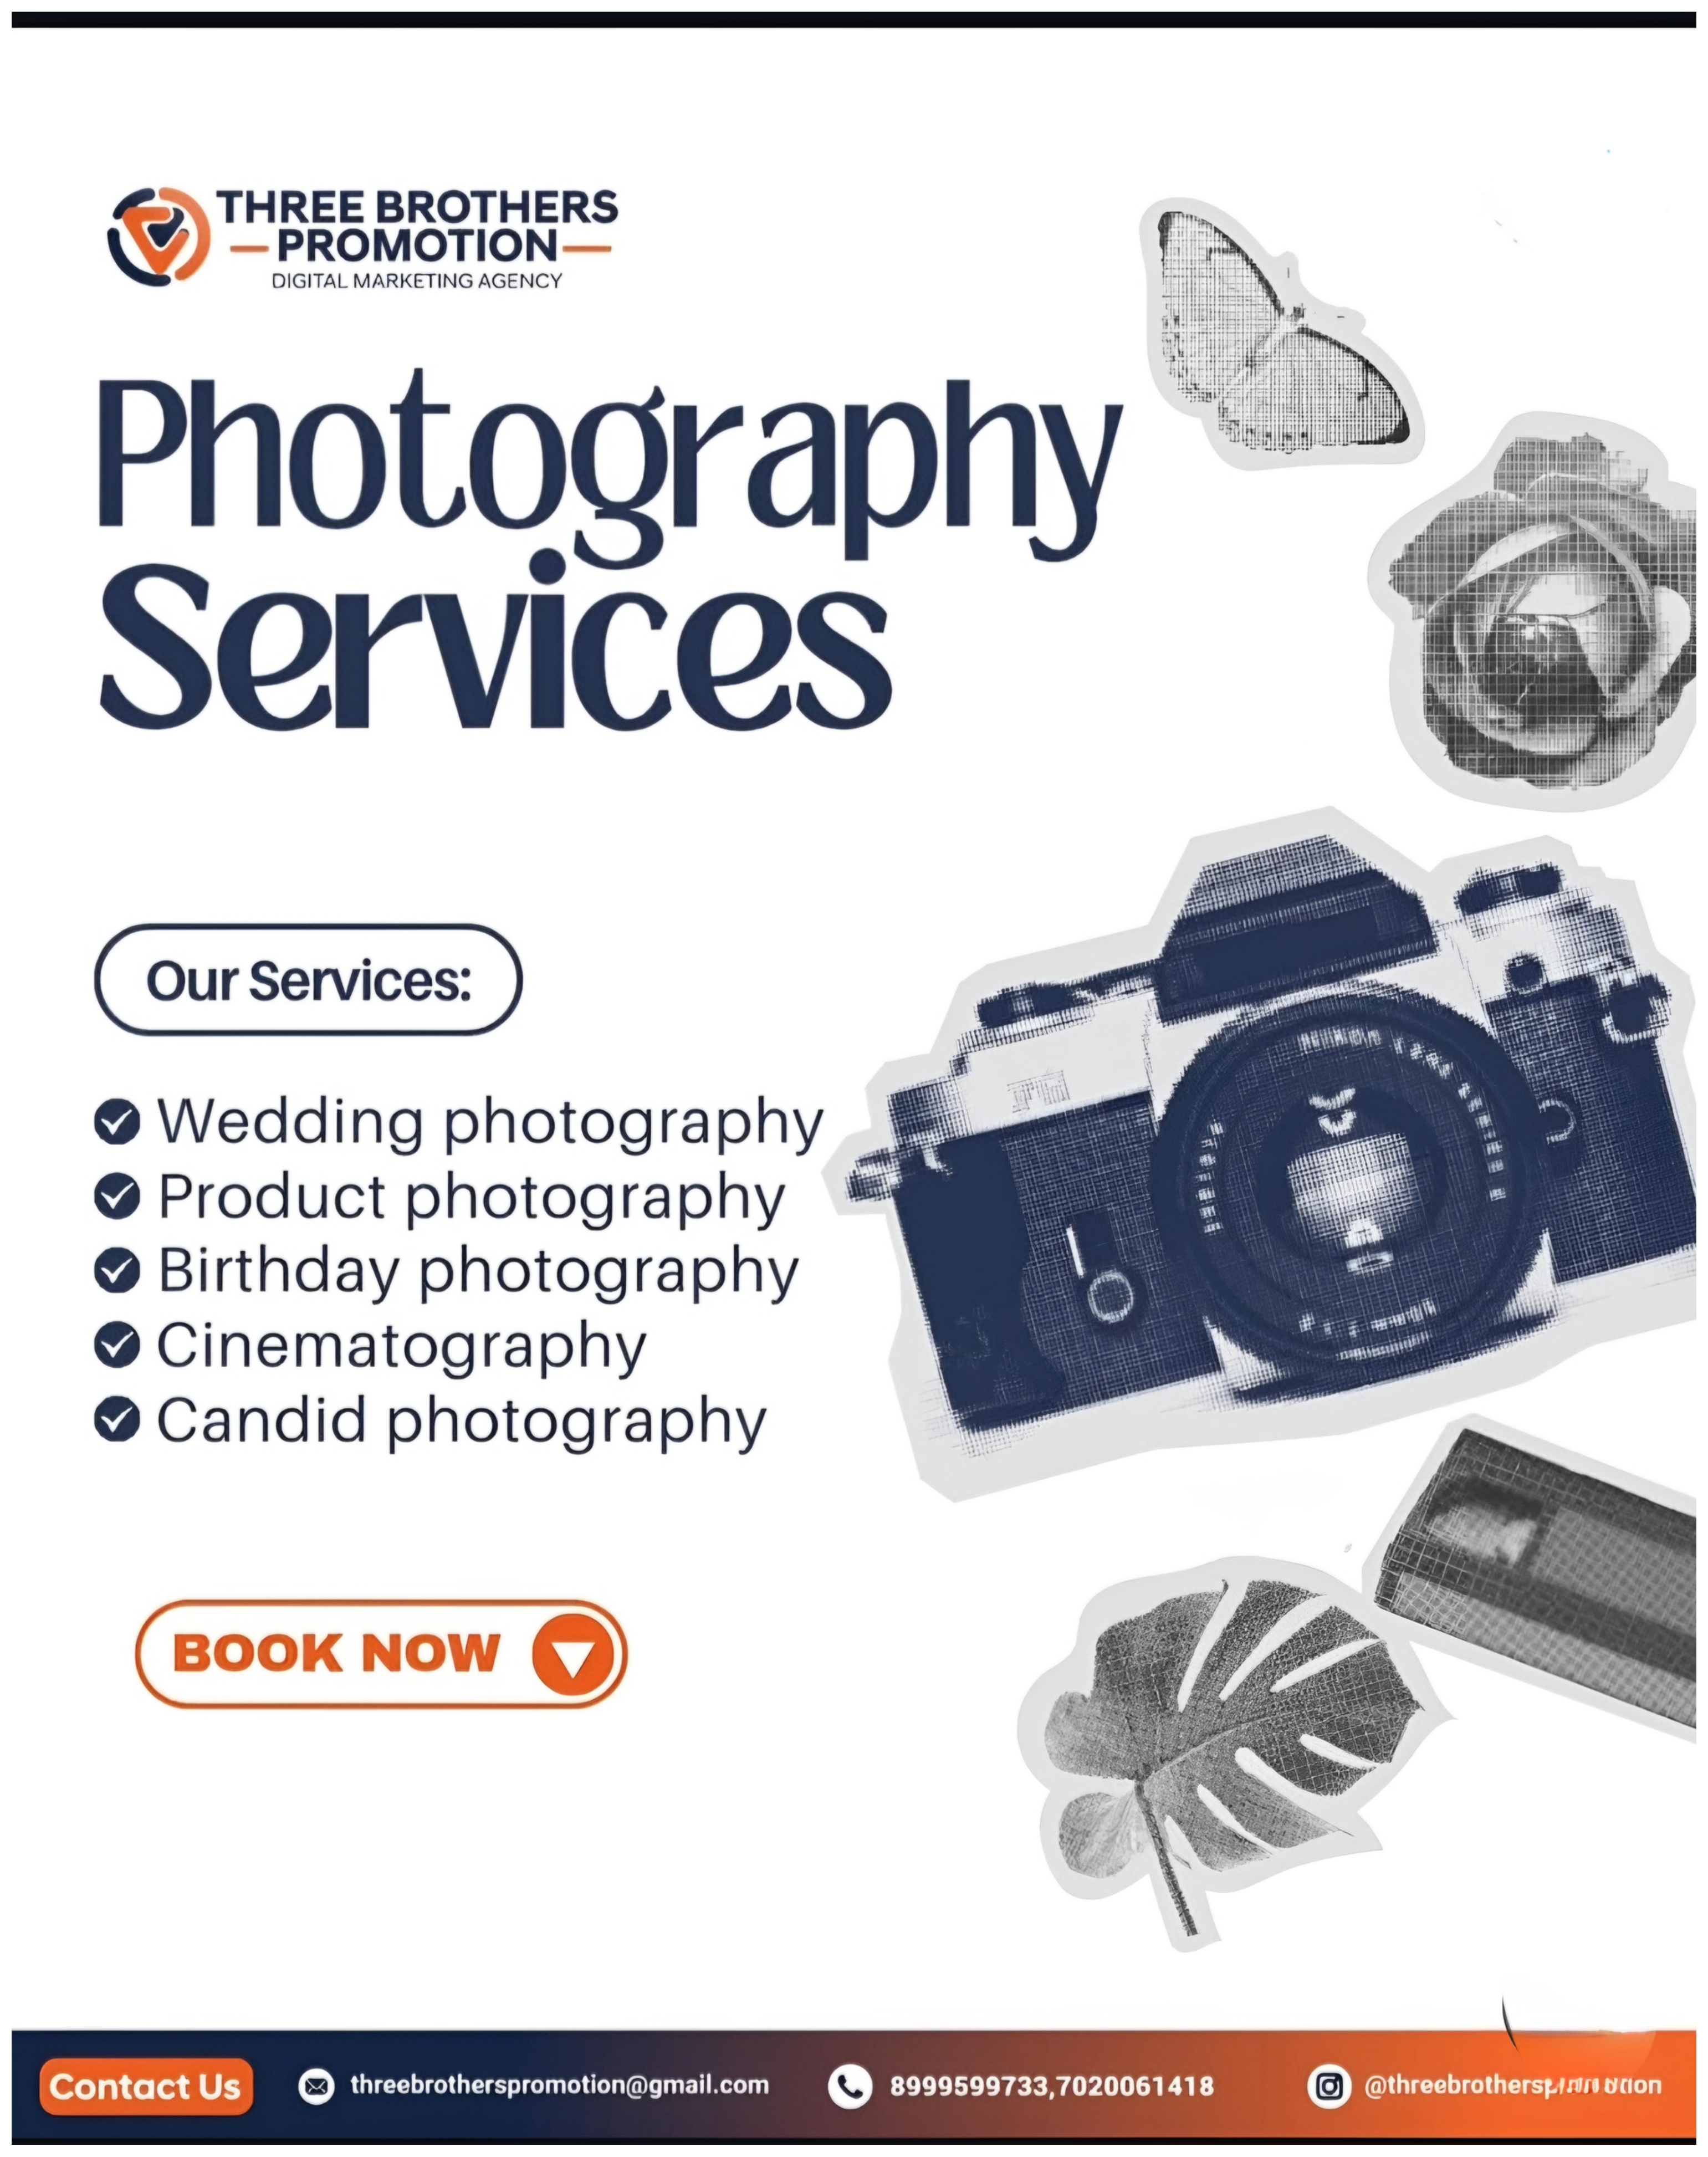 THREE BROTHERS
PROMOTION
DIGITAL MARKETING AGENCY
Photography
Services
Our Services:
Wedding photography
Product photography
Birthday photography
Cinematography
Candid photography
BOOK NOW
Contact Us
threebrotherspromotion@gmail.com
8999599733,7020061418